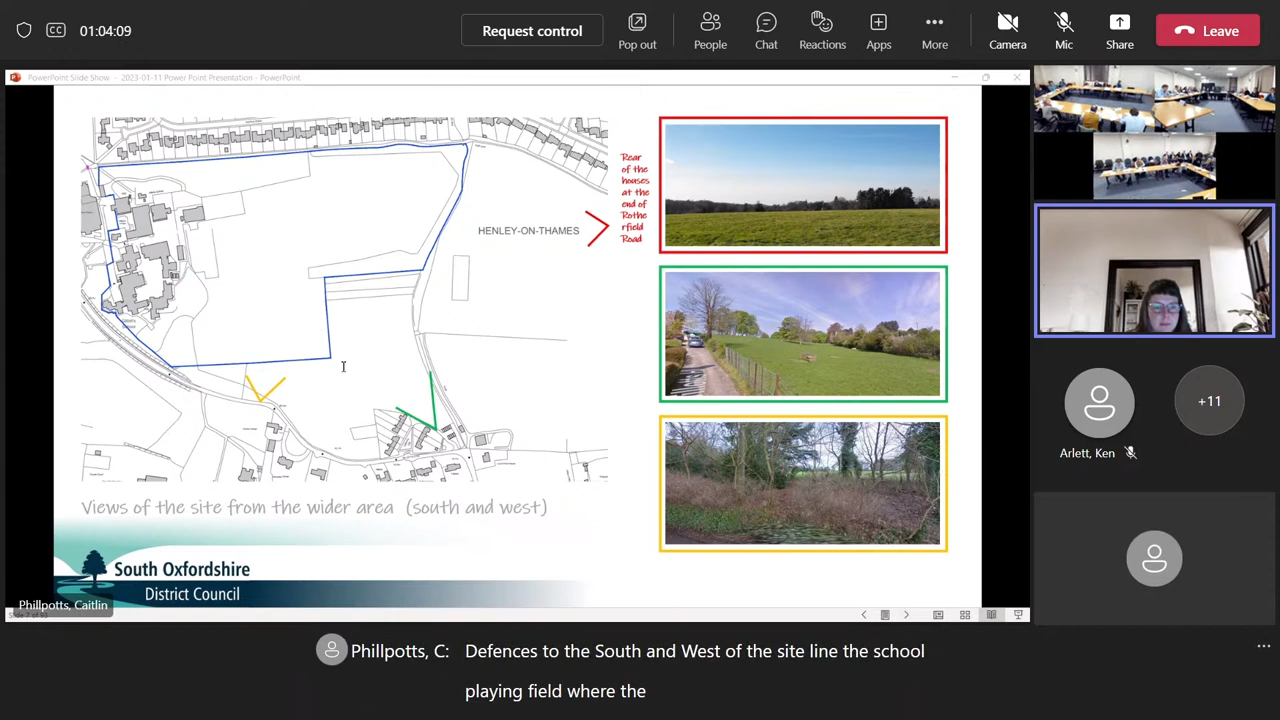 CC
01:04:09
Request control
Pop out
People
Chat
Reactions
Apps
More
Camera
Mic
Share
Leave
PowerPoint Slide Show - 2023-01-11 Power Point Presentation - PowerPoint
HENLEY-ON-THAMES
Rear
of the
houses
at the
end of
Rothe
rfield
Road
Views of the site from the wider area (south and west)
South Oxfordshire
District Council
Phillpotts, Caitlin
+11
Arlett, Ken
Phillpotts, C:
Defences to the South and West of the site line the school
playing field where the